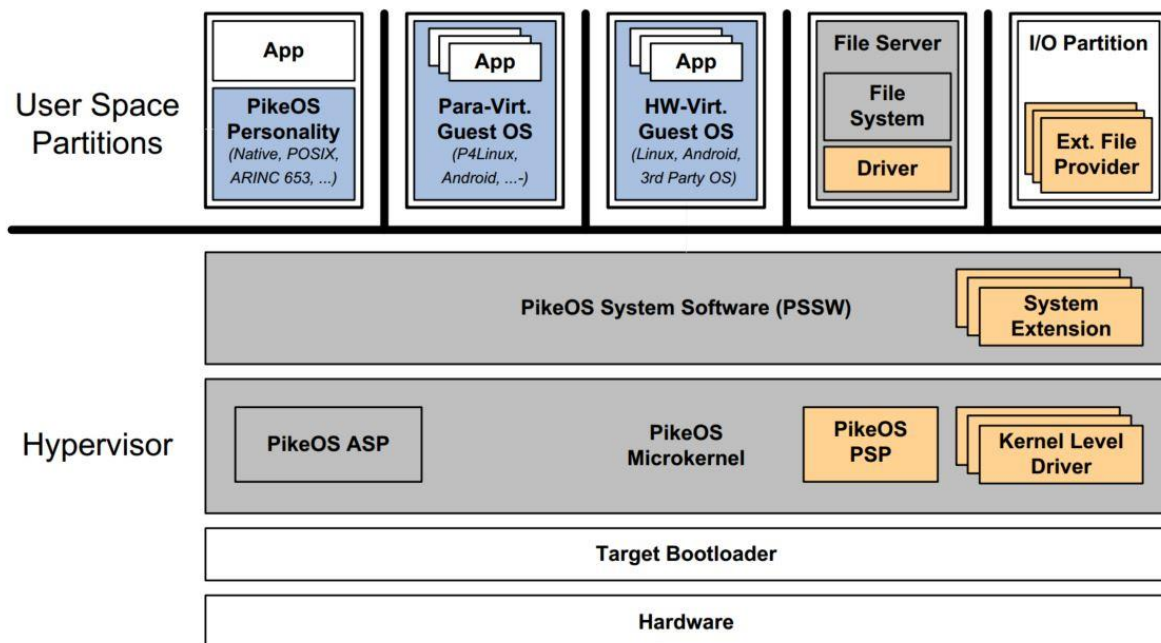 User Space
Partitions
App
PikeOS
Personality
(Native, POSIX,
ARINC 653, ...)
App
Para-Virt.
Guest OS
(P4Linux,
Android, ...-)
App
HW-Virt.
Guest OS
(Linux, Android,
3rd Party OS)
File Server
File
System
Driver
I/O Partition
Ext. File
Provider
Hypervisor
PikeOS System Software (PSSW)
System
Extension
PikeOS ASP
PikeOS
Microkernel
PikeOS
PSP
Kernel Level
Driver
Target Bootloader
Hardware